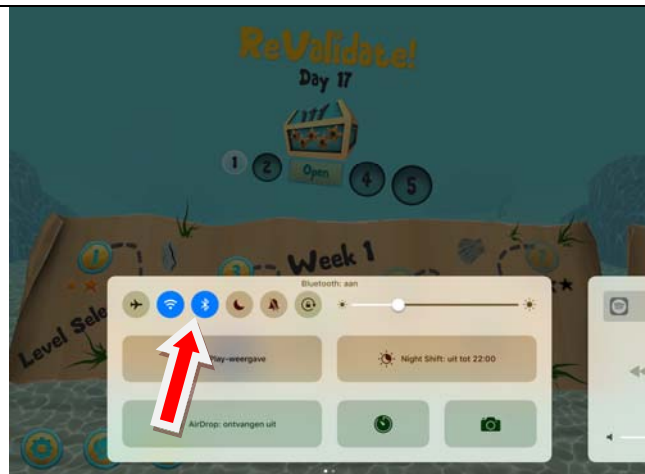 ReValidate!
Day 17
1 2 Open 4 5
Week 1
Bluetooth: aan
Level Sele
Play-weergave
Night Shift: uit tot 22:00
AirDrop: ontvangen uit